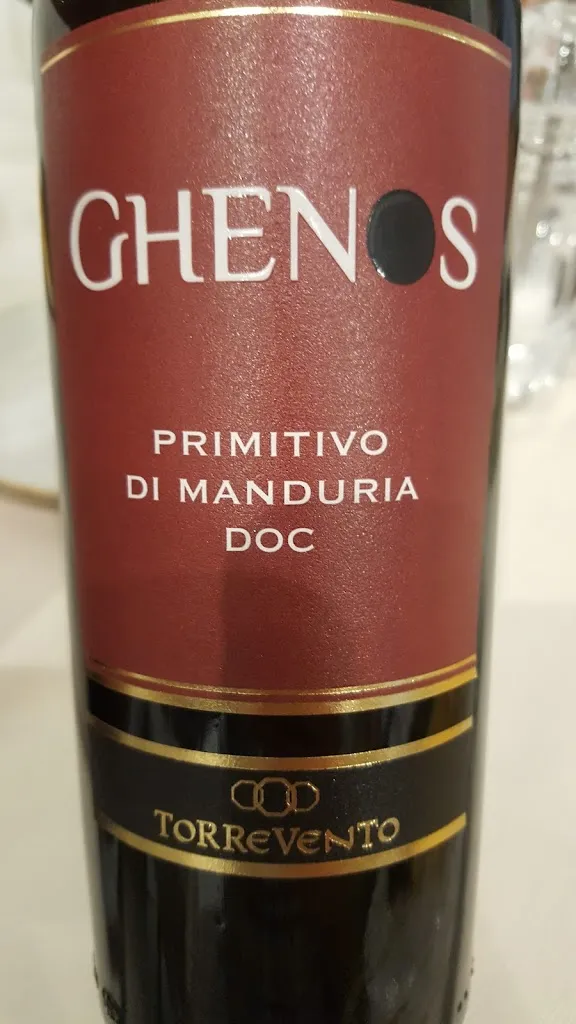 GHENOS
PRIMITIVO
DI MANDURIA
DOC
TORREVENTO